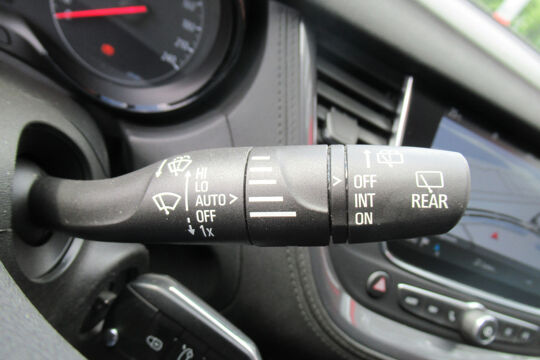 HI
LO
AUTO
OFF
1x
OFF
INT
ON
REAR